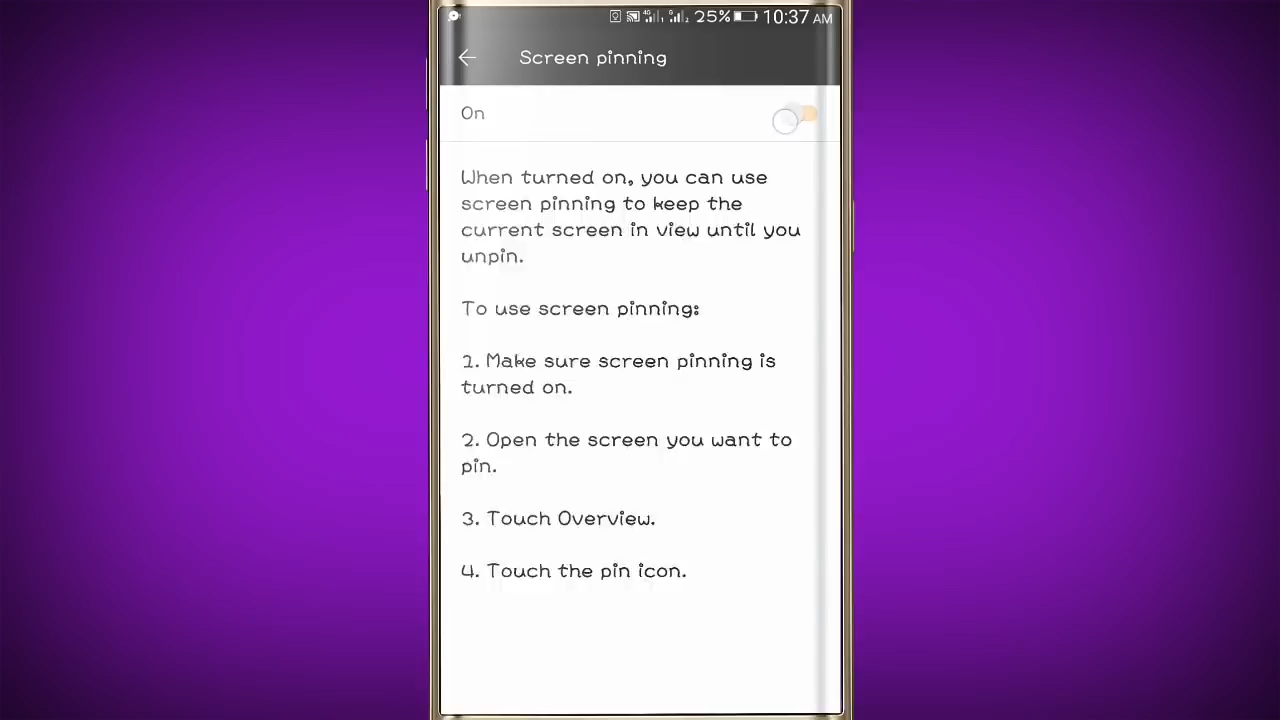 25% 10:37 AM
Screen pinning
On
When turned on, you can use
screen pinning to keep the
current screen in view until you
unpin.
To use screen pinning:
1. Make sure screen pinning is
turned on.
2. Open the screen you want to
pin.
3. Touch Overview.
4. Touch the pin icon.